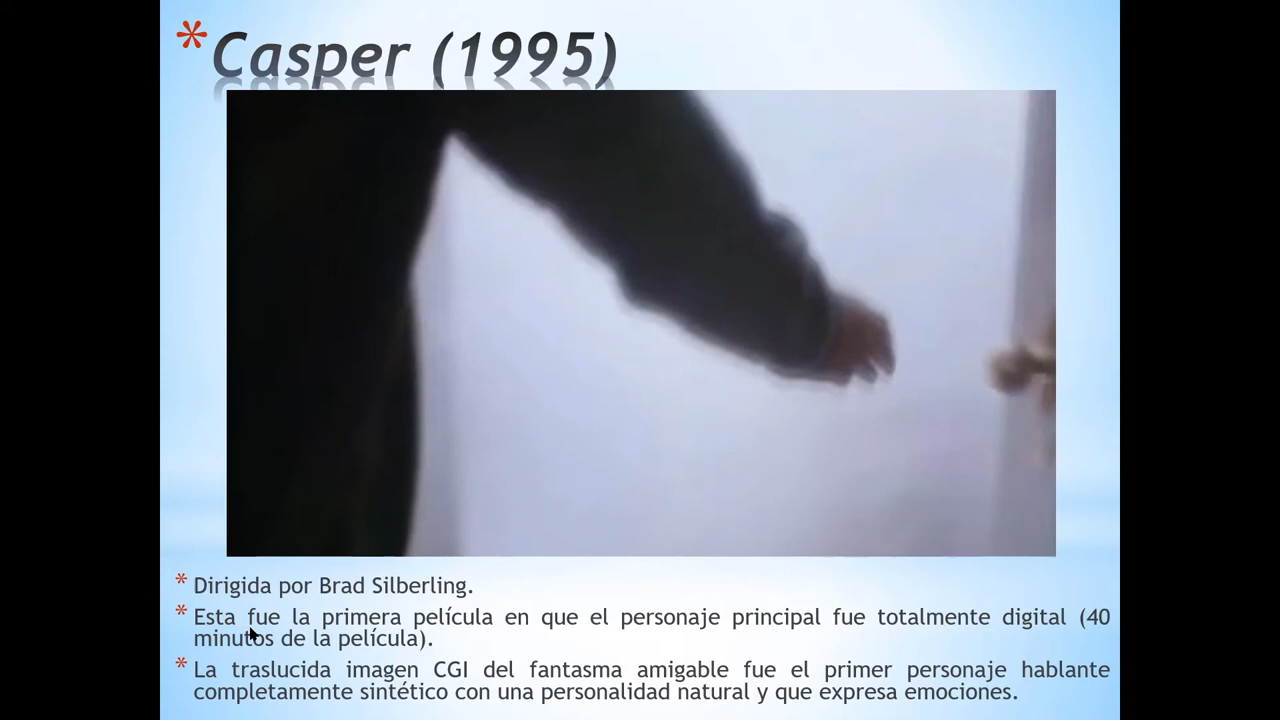 * Casper (1995)
* Dirigida por Brad Silberling.
* Esta fue la primera película en que el personaje principal fue totalmente digital (40
minutos de la película).
* La traslucida imagen CGI del fantasma amigable fue el primer personaje hablante
completamente sintético con una personalidad natural y que expresa emociones.